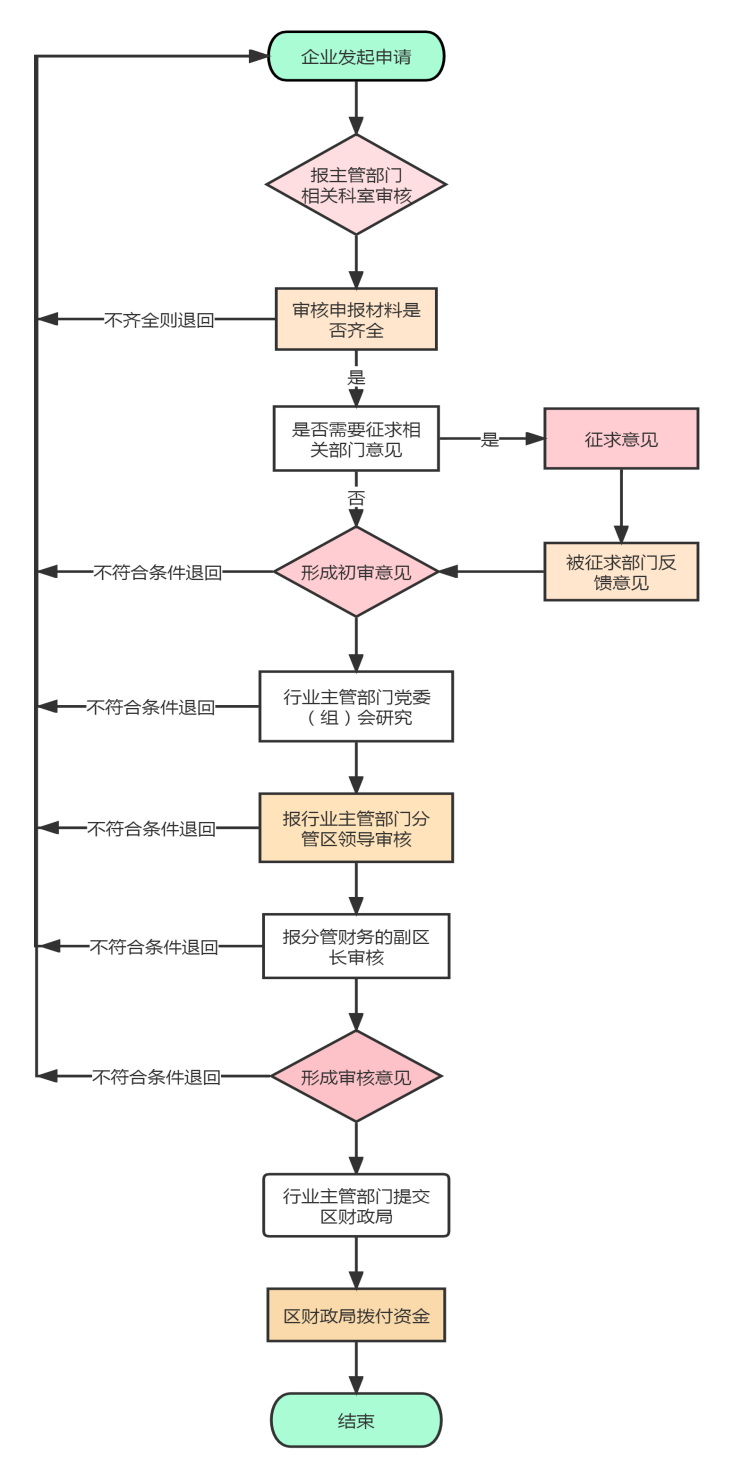 企业发起申请
报主管部门
相关科室审核
审核申报材料是
否齐全
不齐全则退回
是
是否需要征求相
关部门意见
是
征求意见
否
被征求部门反
馈意见
形成初审意见
不符合条件退回
行业主管部门党委
（组）会研究
不符合条件退回
报行业主管部门分
管区领导审核
不符合条件退回
报分管财务的副区
长审核
不符合条件退回
形成审核意见
不符合条件退回
行业主管部门提交
区财政局
区财政局拨付资金
结束